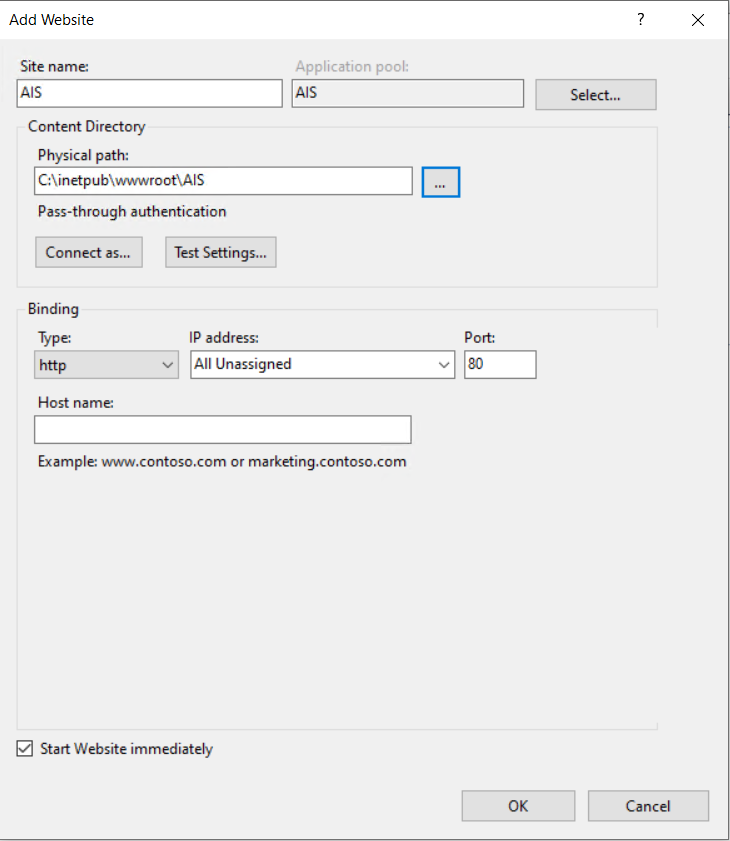 Add Website
?
Site name:
Application pool:
AIS
AIS
Select...
Content Directory
Physical path:
C:\inetpub\wwwroot\AIS
...
Pass-through authentication
Connect as...
Test Settings...
Binding
Type:
IP address:
Port:
http
All Unassigned
80
Host name:
Example: www.contoso.com or marketing.contoso.com
Start Website immediately
OK
Cancel